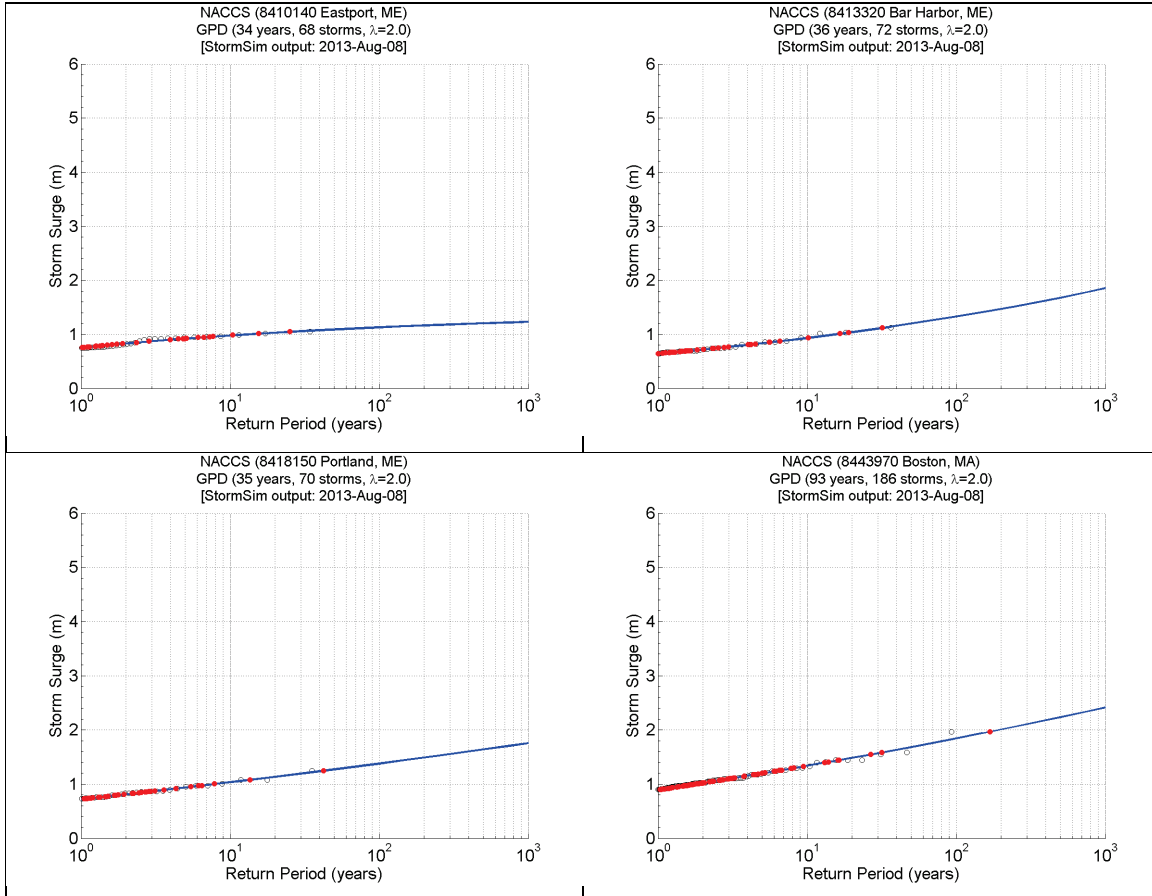 NACCS (8410140 Eastport, ME)
GPD (34 years, 68 storms, λ=2.0)
[StormSim output: 2013-Aug-08]
6
5
4
3
2
1
0
Storm Surge (m)
10^0
10^1
10^2
10^3
Return Period (years)
NACCS (8413320 Bar Harbor, ME)
GPD (36 years, 72 storms, λ=2.0)
[StormSim output: 2013-Aug-08]
6
5
4
3
2
1
0
Storm Surge (m)
10^0
10^1
10^2
10^3
Return Period (years)
NACCS (8418150 Portland, ME)
GPD (35 years, 70 storms, λ=2.0)
[StormSim output: 2013-Aug-08]
6
5
4
3
2
1
0
Storm Surge (m)
10^0
10^1
10^2
10^3
Return Period (years)
NACCS (8443970 Boston, MA)
GPD (93 years, 186 storms, λ=2.0)
[StormSim output: 2013-Aug-08]
6
5
4
3
2
1
0
Storm Surge (m)
10^0
10^1
10^2
10^3
Return Period (years)